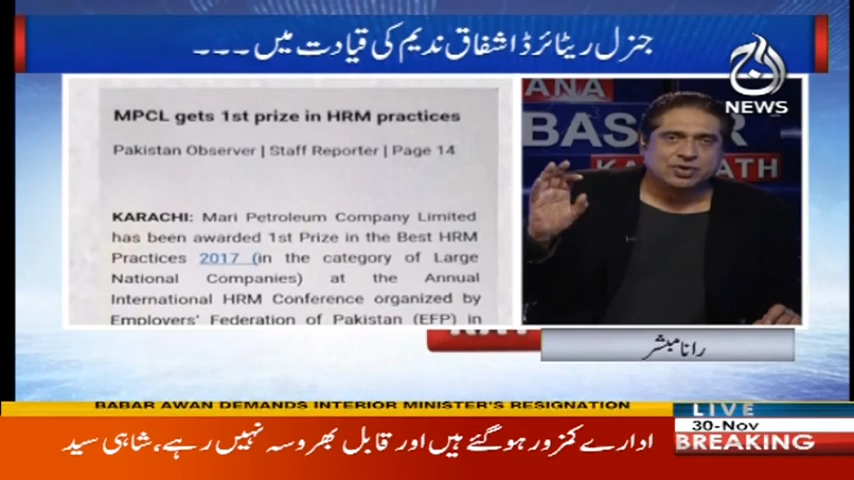 جنرل ریٹائرڈ اشفاق ندیم کی قیادت میں ۔۔۔
آج
NEWS
MPCL gets 1st prize in HRM practices
Pakistan Observer | Staff Reporter | Page 14
KARACHI: Mari Petroleum Company Limited
has been awarded 1st Prize in the Best HRM
Practices 2017 (in the category of Large
National Companies) at the Annual
International HRM Conference organized by
Employers' Federation of Pakistan (EFP) in
ANA
BAS
ATH
رانا مبشر
BABAR AWAN DEMANDS INTERIOR MINISTER'S RESIGNATION
LIVE
30-Nov
BREAKING
ادارے کمزور ہوگئے ہیں اور قابل بھروسہ نہیں رہے، شاہی سید